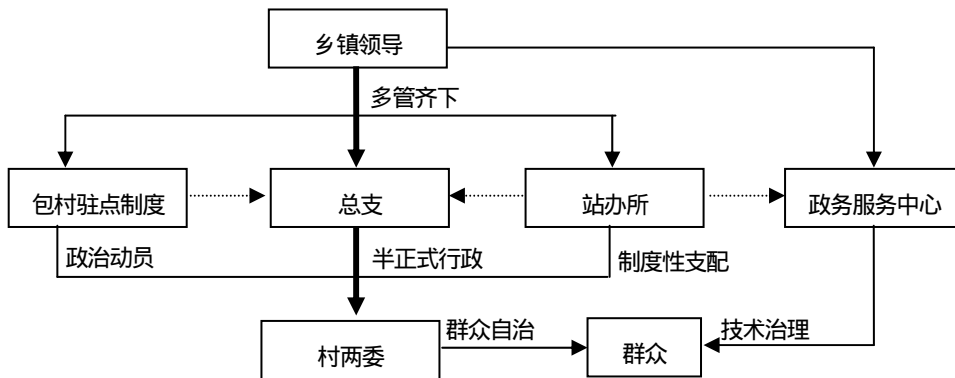 乡镇领导
多管齐下
包村驻点制度
总支
站办所
政务服务中心
政治动员
半正式行政
制度性支配
村两委
群众自治
群众
技术治理